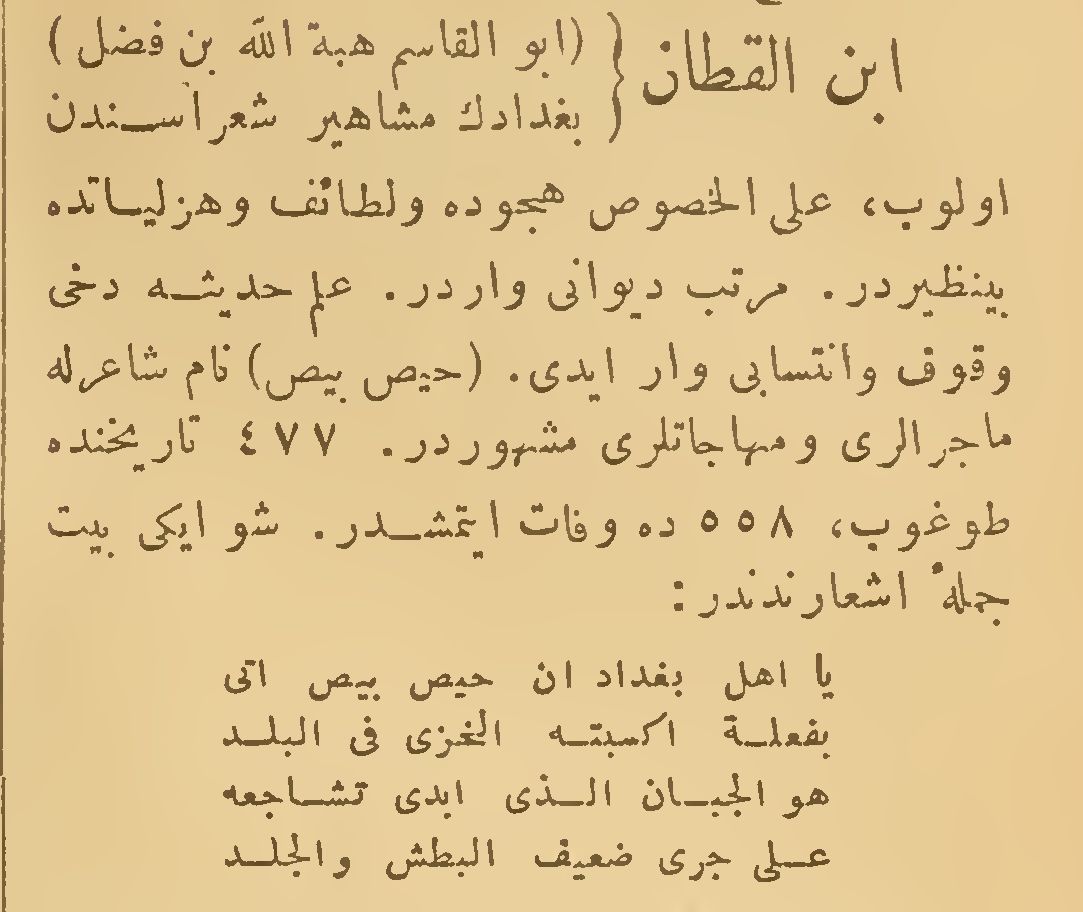 ابن القطان } (ابو القاسم هبة الله بن فضل)
بغدادك مشاهير شعراسندن
اولوب، على الخصوص هجوده ولطائف وهزلياتده
بينظيردر. مرتب ديوانى واردر. علم حديثه دخى
وقوف وانتسابى وار ايدى. (حيص بيص) نام شاعرله
ماجرالرى ومهاجاتلرى مشهوردر. ٤٧٧ تاريخنده
طوغوب، ٥٥٨ ده وفات ايتمشدر. شو ايكى بيت
جملهٔ اشعارندندر:
يا اهل بغداد ان حيص بيص اتى
بفعلة اكسبته الخزى فى البلد
هو الجبان الذى ابدى تشاجعه
على جرى ضعيف البطش والجلد